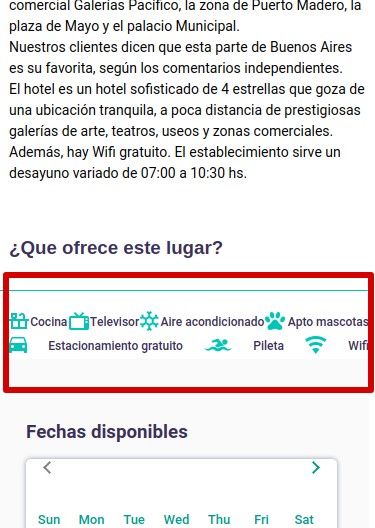 comercial Galerías Pacífico, la zona de Puerto Madero, la
plaza de Mayo y el palacio Municipal.
Nuestros clientes dicen que esta parte de Buenos Aires
es su favorita, según los comentarios independientes.
El hotel es un hotel sofisticado de 4 estrellas que goza de
una ubicación tranquila, a poca distancia de prestigiosas
galerías de arte, teatros, useos y zonas comerciales.
Además, hay Wifi gratuito. El establecimiento sirve un
desayuno variado de 07:00 a 10:30 hs.
¿Que ofrece este lugar?
Cocina Televisor Aire acondicionado Apto mascotas
Estacionamiento gratuito Pileta Wifi
Fechas disponibles
Sun Mon Tue Wed Thu Fri Sat